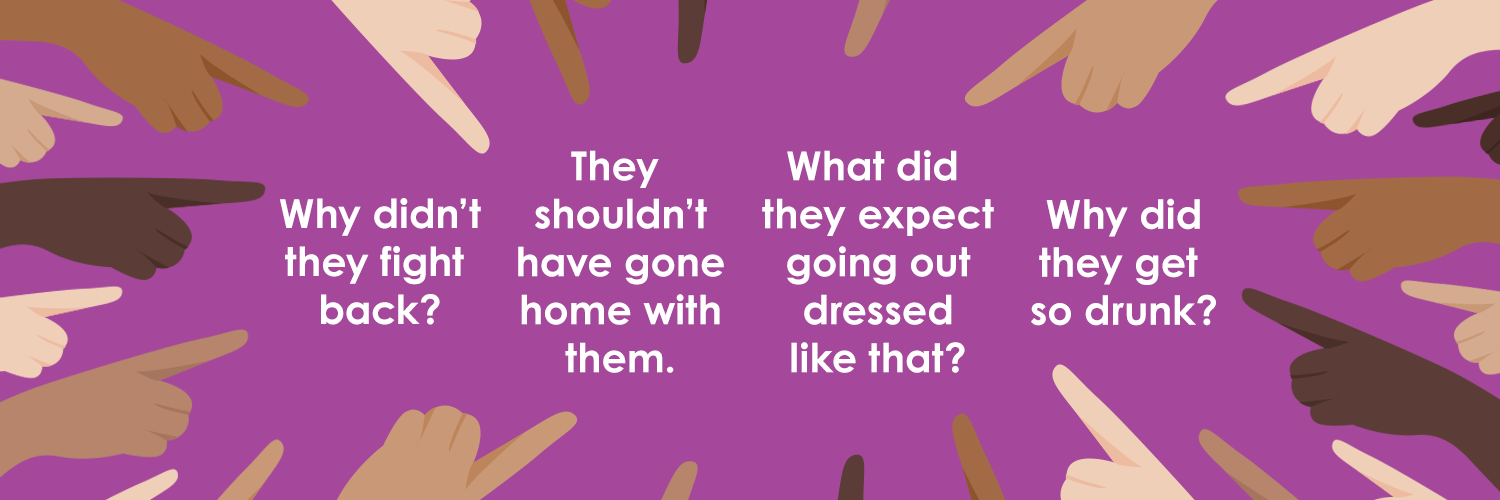 Why didn’t
they fight
back?
They
shouldn’t
have gone
home with
them.
What did
they expect
going out
dressed
like that?
Why did
they get
so drunk?